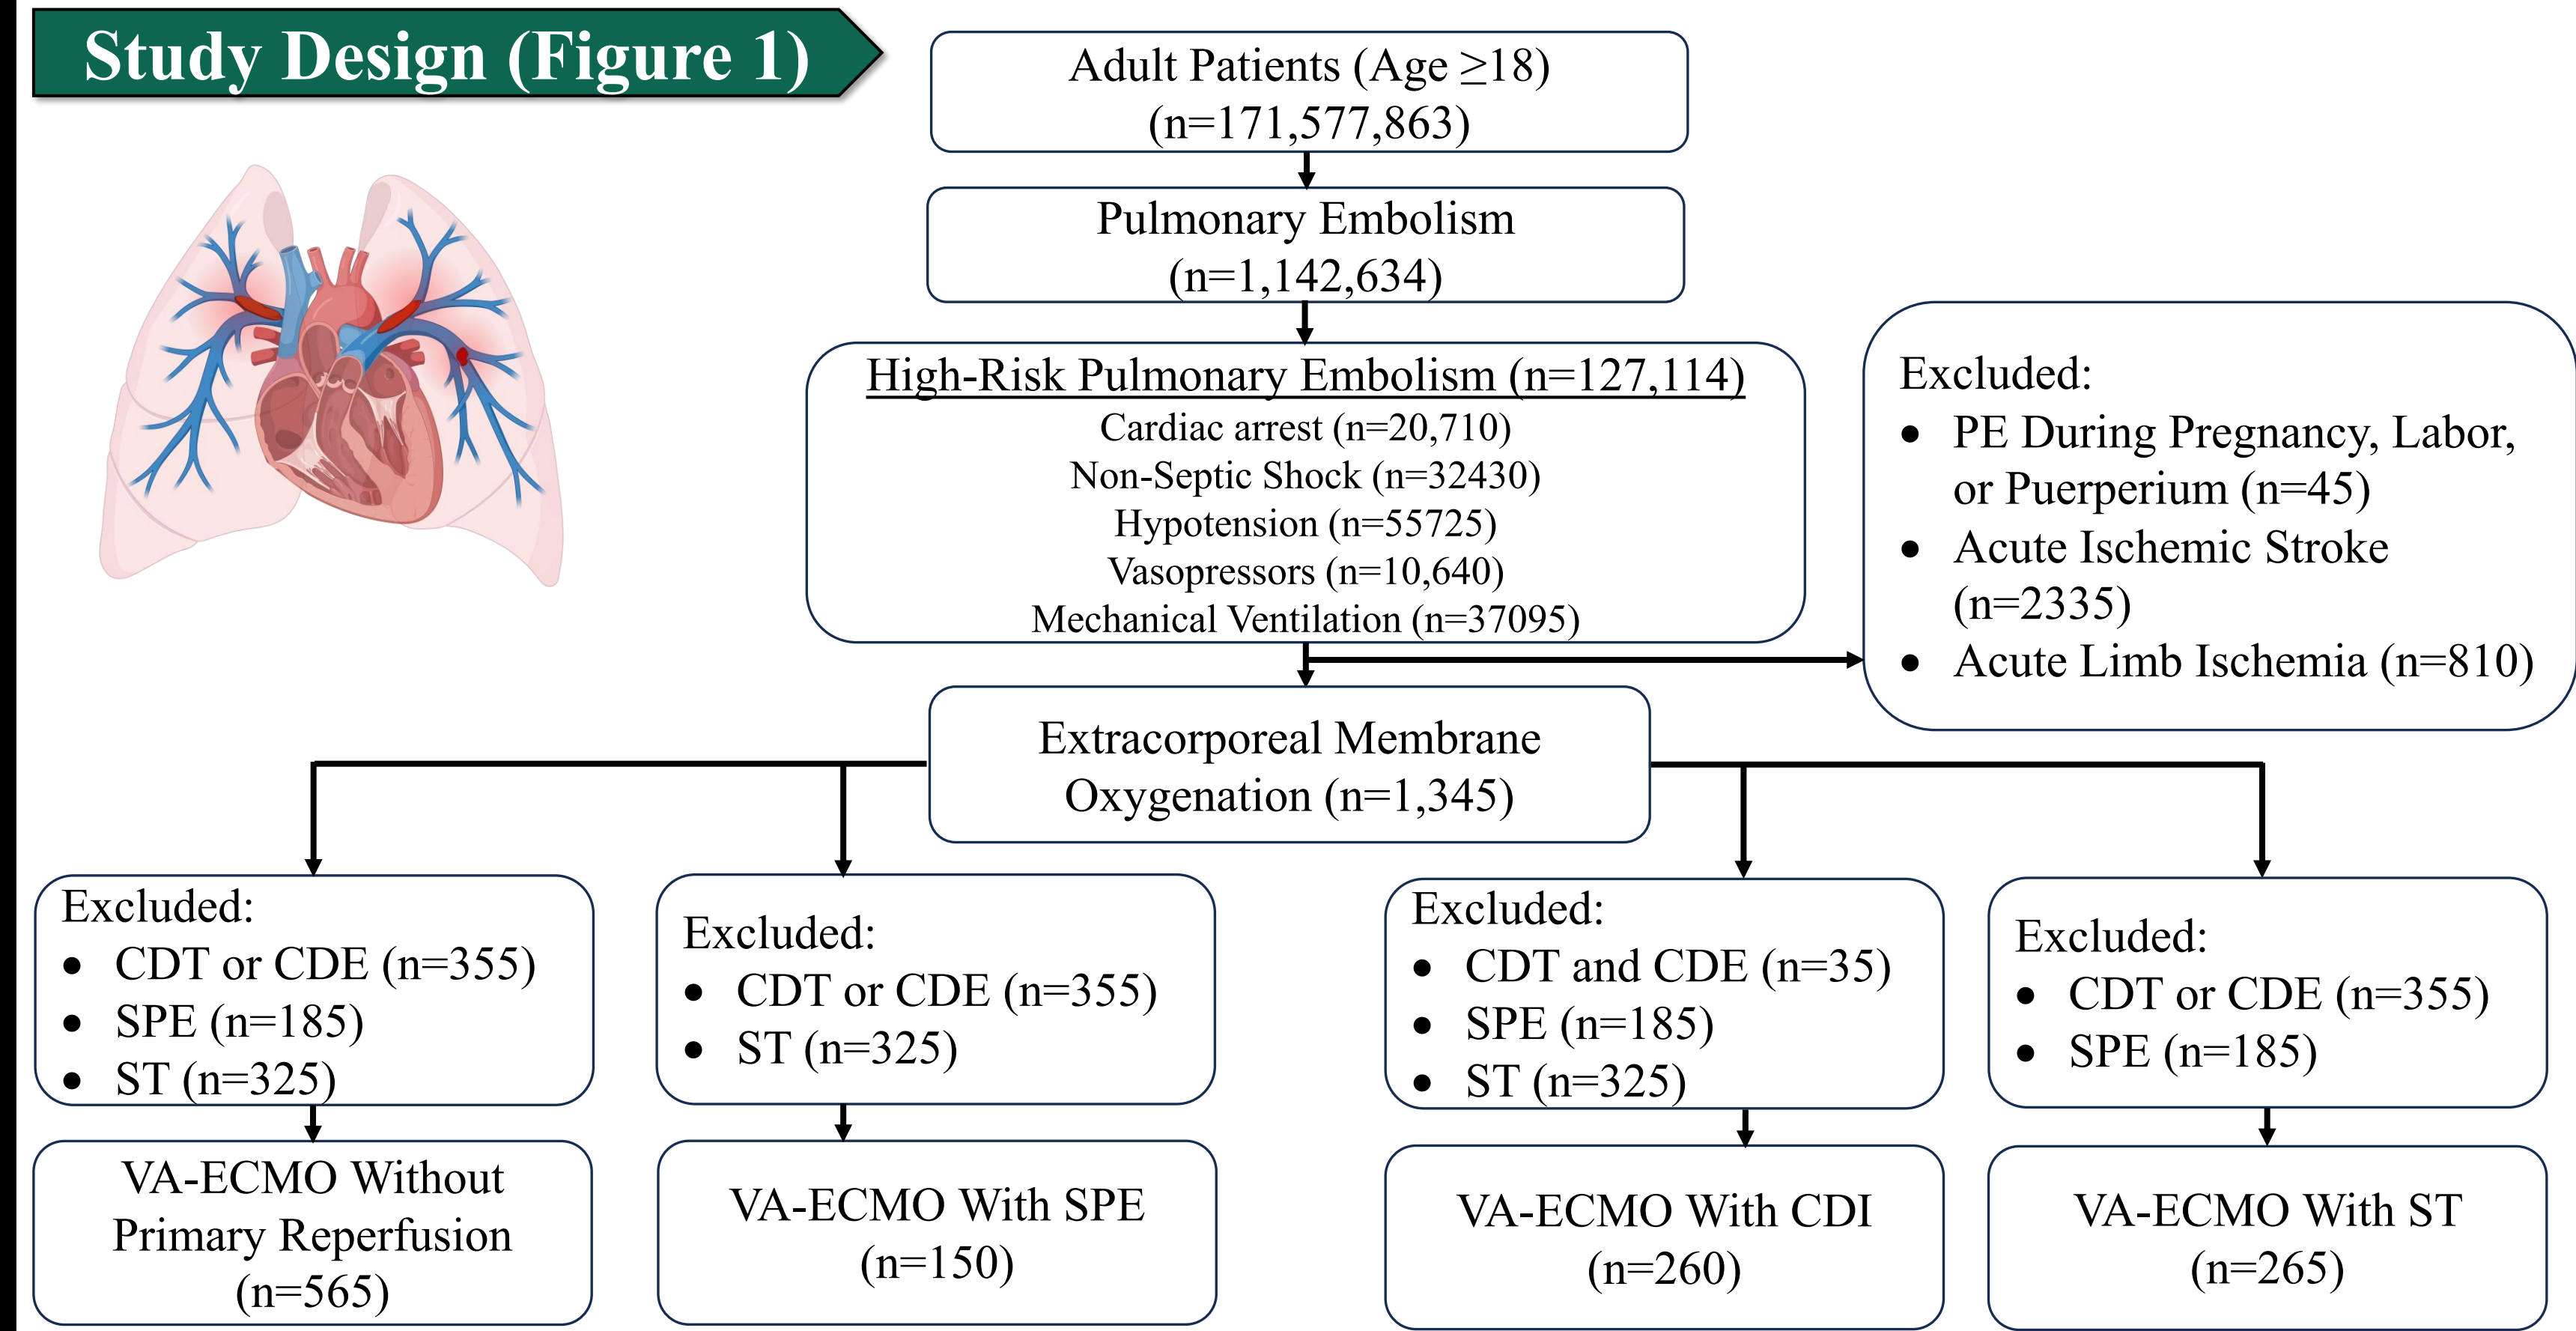 Study Design (Figure 1)
Adult Patients (Age ≥18)
(n=171,577,863)
Pulmonary Embolism
(n=1,142,634)
High-Risk Pulmonary Embolism (n=127,114)
Cardiac arrest (n=20,710)
Non-Septic Shock (n=32430)
Hypotension (n=55725)
Vasopressors (n=10,640)
Mechanical Ventilation (n=37095)
Excluded:
• PE During Pregnancy, Labor,
or Puerperium (n=45)
• Acute Ischemic Stroke
(n=2335)
• Acute Limb Ischemia (n=810)
Extracorporeal Membrane
Oxygenation (n=1,345)
Excluded:
• CDT or CDE (n=355)
• SPE (n=185)
• ST (n=325)
Excluded:
• CDT or CDE (n=355)
• ST (n=325)
Excluded:
• CDT and CDE (n=35)
• SPE (n=185)
• ST (n=325)
Excluded:
• CDT or CDE (n=355)
• SPE (n=185)
VA-ECMO Without
Primary Reperfusion
(n=565)
VA-ECMO With SPE
(n=150)
VA-ECMO With CDI
(n=260)
VA-ECMO With ST
(n=265)